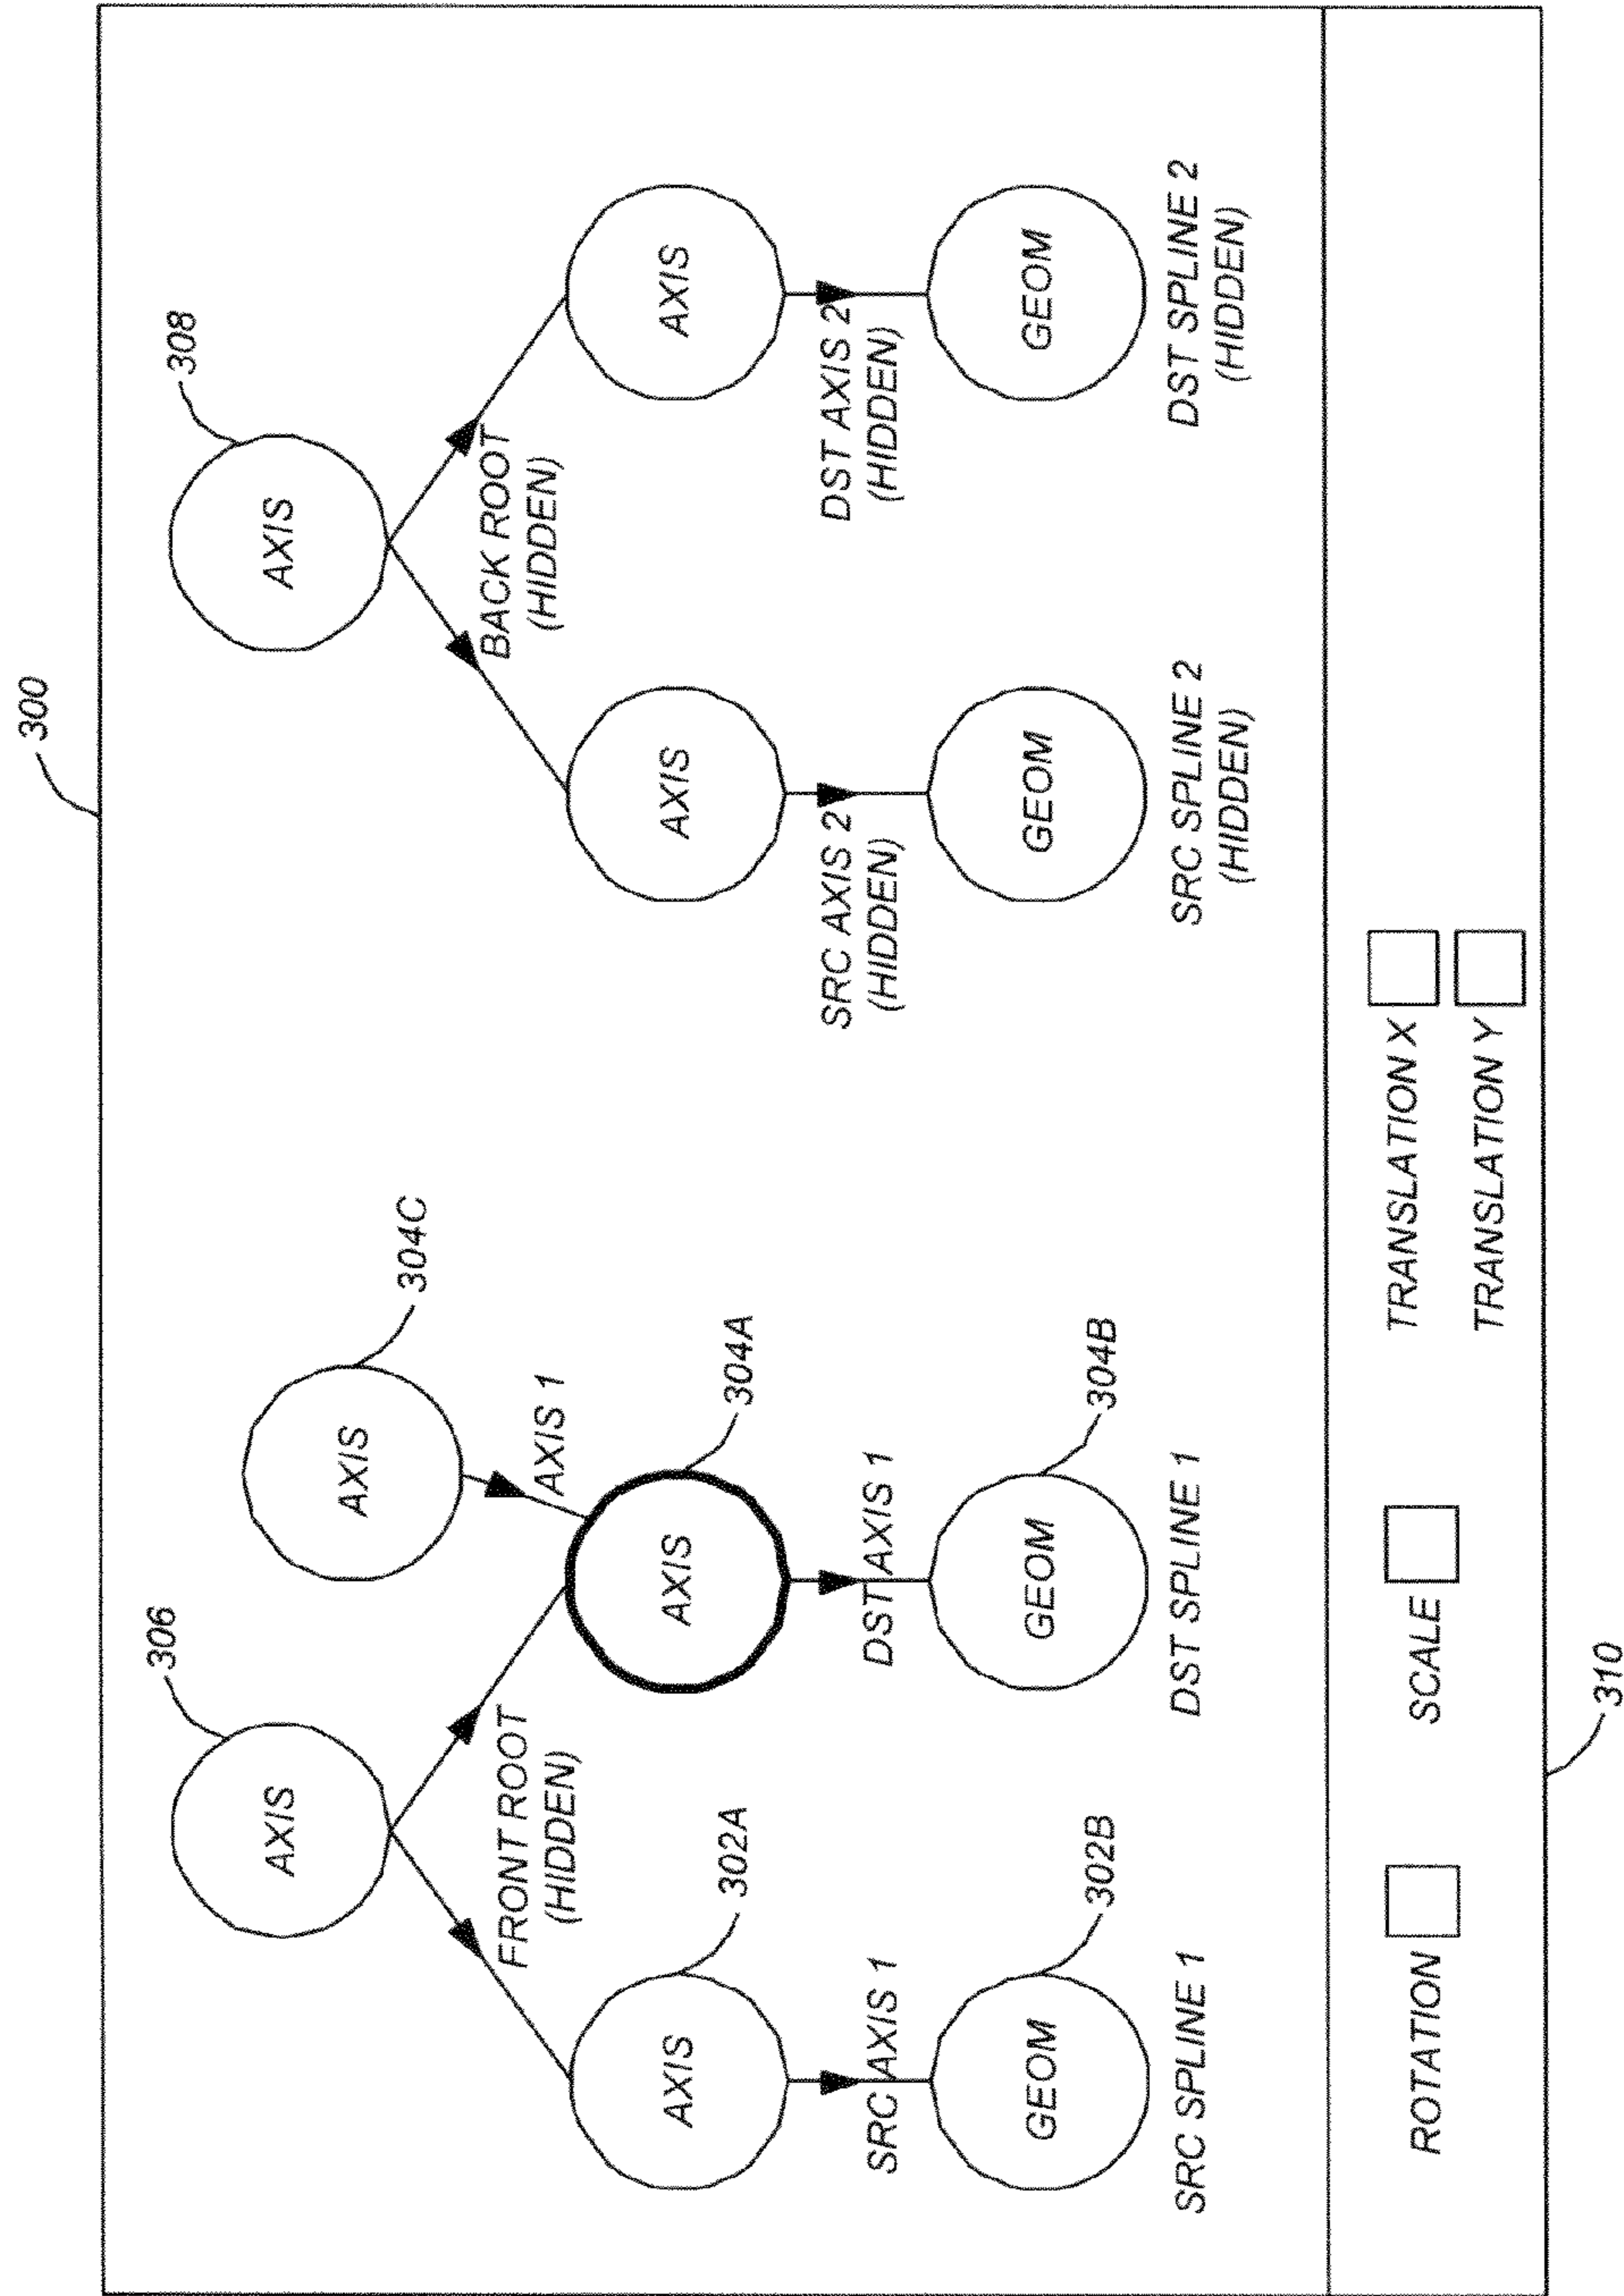 300
306
AXIS
304C
AXIS
308
AXIS
FRONT ROOT
(HIDDEN)
AXIS 1
BACK ROOT
(HIDDEN)
302A
AXIS
304A
AXIS
AXIS
AXIS
SRC AXIS 1
DST AXIS 1
SRC AXIS 2
(HIDDEN)
DST AXIS 2
(HIDDEN)
302B
GEOM
304B
GEOM
GEOM
GEOM
SRC SPLINE 1
DST SPLINE 1
SRC SPLINE 2
(HIDDEN)
DST SPLINE 2
(HIDDEN)
ROTATION
SCALE
TRANSLATION X
TRANSLATION Y
310